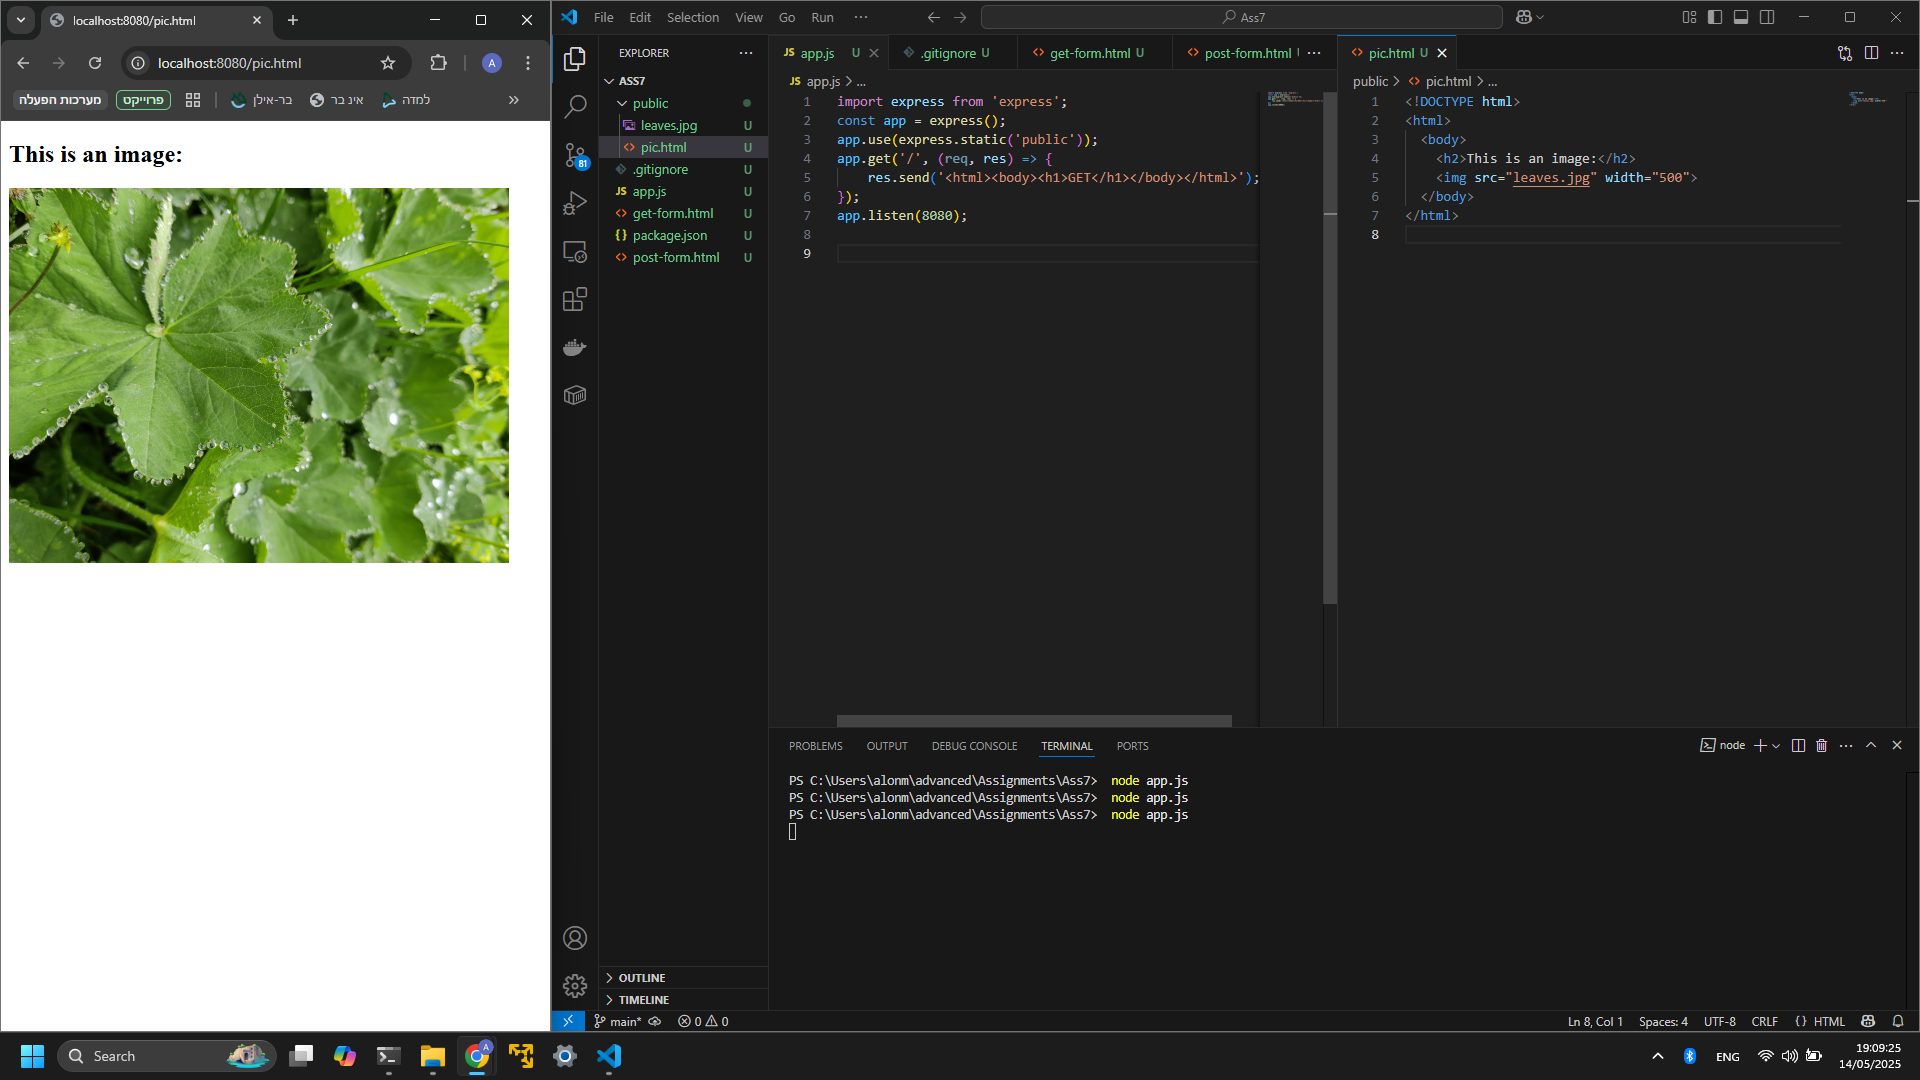 localhost:8080/pic.html
localhost:8080/pic.html
A
מערכות הפעלה
פרוייקט
בר-אילן
אינ בר
למדה
This is an image:
File Edit Selection View Go Run
Ass7
EXPLORER
ASS7
public
leaves.jpg U
pic.html U
.gitignore U
app.js U
get-form.html U
package.json U
post-form.html U
OUTLINE
TIMELINE
81
app.js U
.gitignore U
get-form.html U
post-form.html
app.js > ...
1 import express from 'express';
2 const app = express();
3 app.use(express.static('public'));
4 app.get('/', (req, res) => {
5 res.send('<html><body><h1>GET</h1></body></html>');
6 });
7 app.listen(8080);
8
9
pic.html U
public > pic.html > ...
1 <!DOCTYPE html>
2 <html>
3 <body>
4 <h2>This is an image:</h2>
5 <img src="leaves.jpg" width="500">
6 </body>
7 </html>
8
PROBLEMS OUTPUT DEBUG CONSOLE TERMINAL PORTS
node
PS C:\Users\alonm\advanced\Assignments\Ass7> node app.js
PS C:\Users\alonm\advanced\Assignments\Ass7> node app.js
PS C:\Users\alonm\advanced\Assignments\Ass7> node app.js
main* 0 0
Ln 8, Col 1 Spaces: 4 UTF-8 CRLF {} HTML
Search
A
ENG
19:09:25
14/05/2025